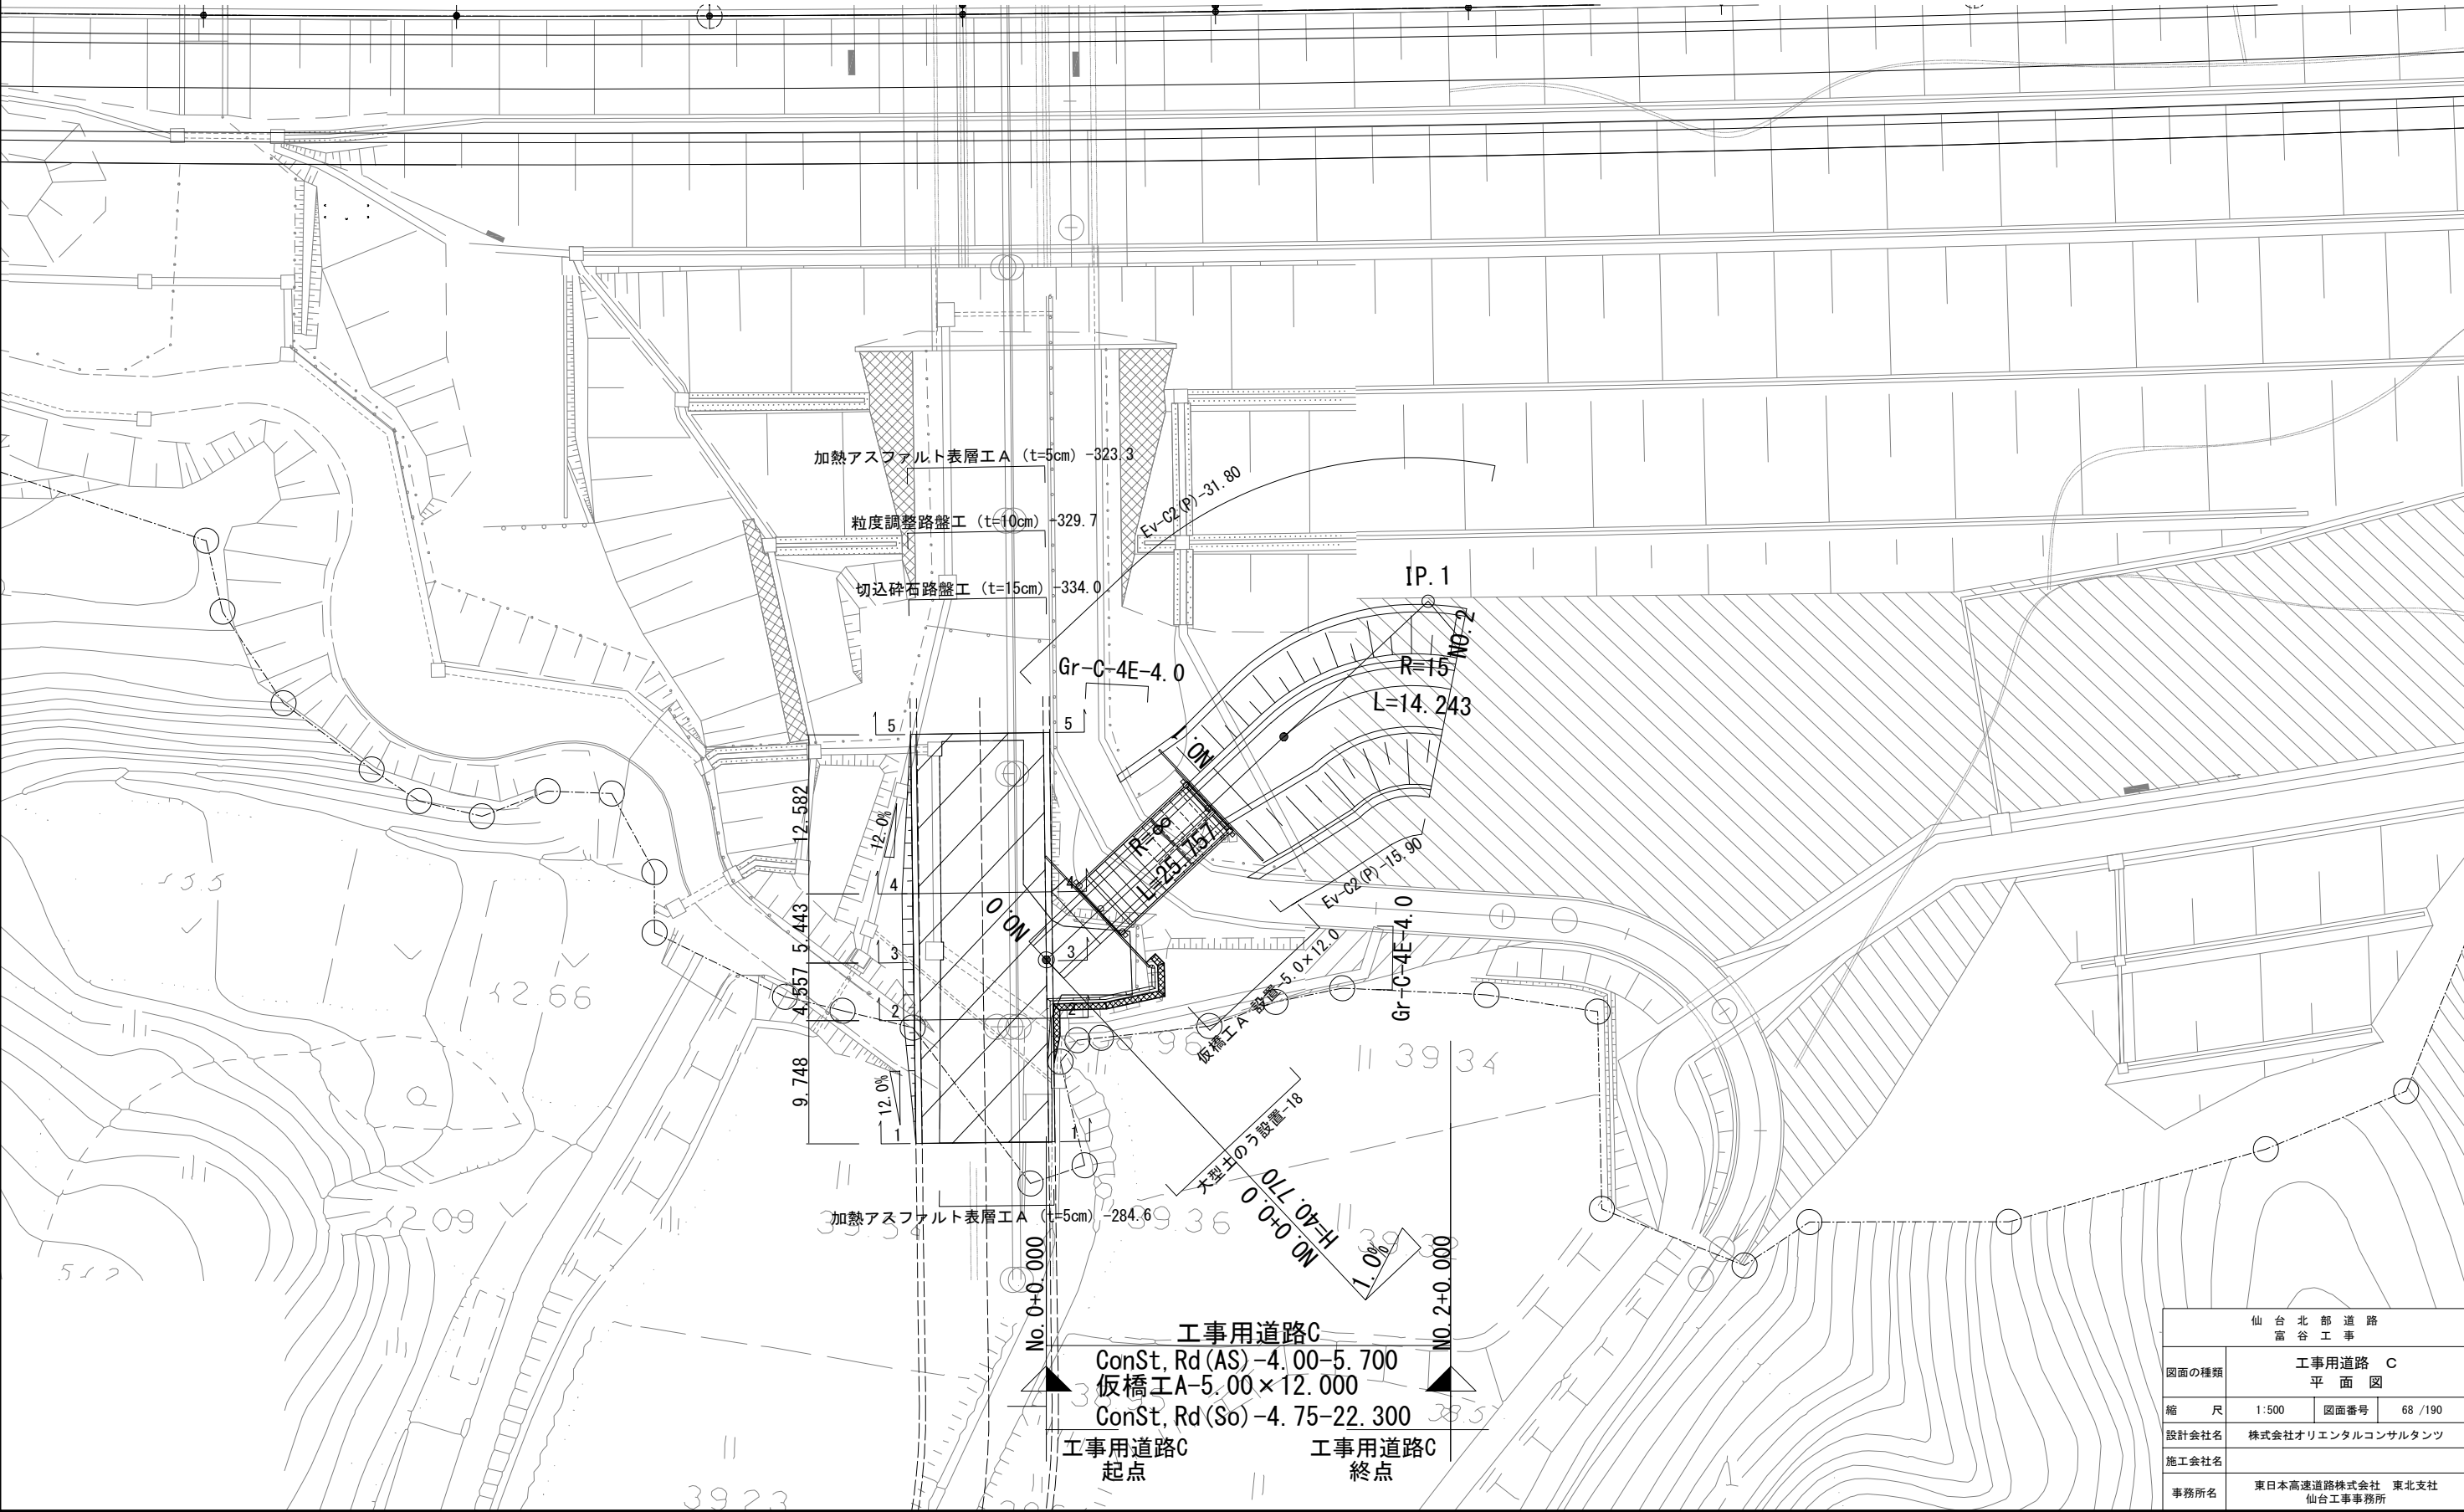 加熱アスファルト表層工A (t=5cm) -323.3
粒度調整路盤工 (t=10cm) -329.7
切込砕石路盤工 (t=15cm) -334.0
Ev-C2(P)-31.80
IP.1
NO.2
R=15
L=14.243
Gr-C-4E-4.0
5
5
NO.1
12.582
12.0%
R=∞
L=25.757
4
4
Ev-C2(P)-15.90
5.443
NO.0
3
3
Gr-C-4E-4.0
仮橋工A 設置-5.0×12.0
4.557
2
2
9.748
12.0%
1
1
大型土のう設置-18
加熱アスファルト表層工A (t=5cm) -284.6
NO.0+0.0
H=40.770
1.0%
No.0+0.000
NO.2+0.000
42.66
39 34
39 36
39 23
工事用道路C
ConSt,Rd(AS)-4.00-5.700
仮橋工A-5.00×12.000
ConSt,Rd(So)-4.75-22.300
工事用道路C
起点
工事用道路C
終点
仙台北部道路
富谷工事
図面の種類
工事用道路 C
平面図
縮尺 1:500 図面番号 68 /190
設計会社名 株式会社オリエンタルコンサルタンツ
施工会社名
事務所名
東日本高速道路株式会社 東北支社
仙台工事事務所